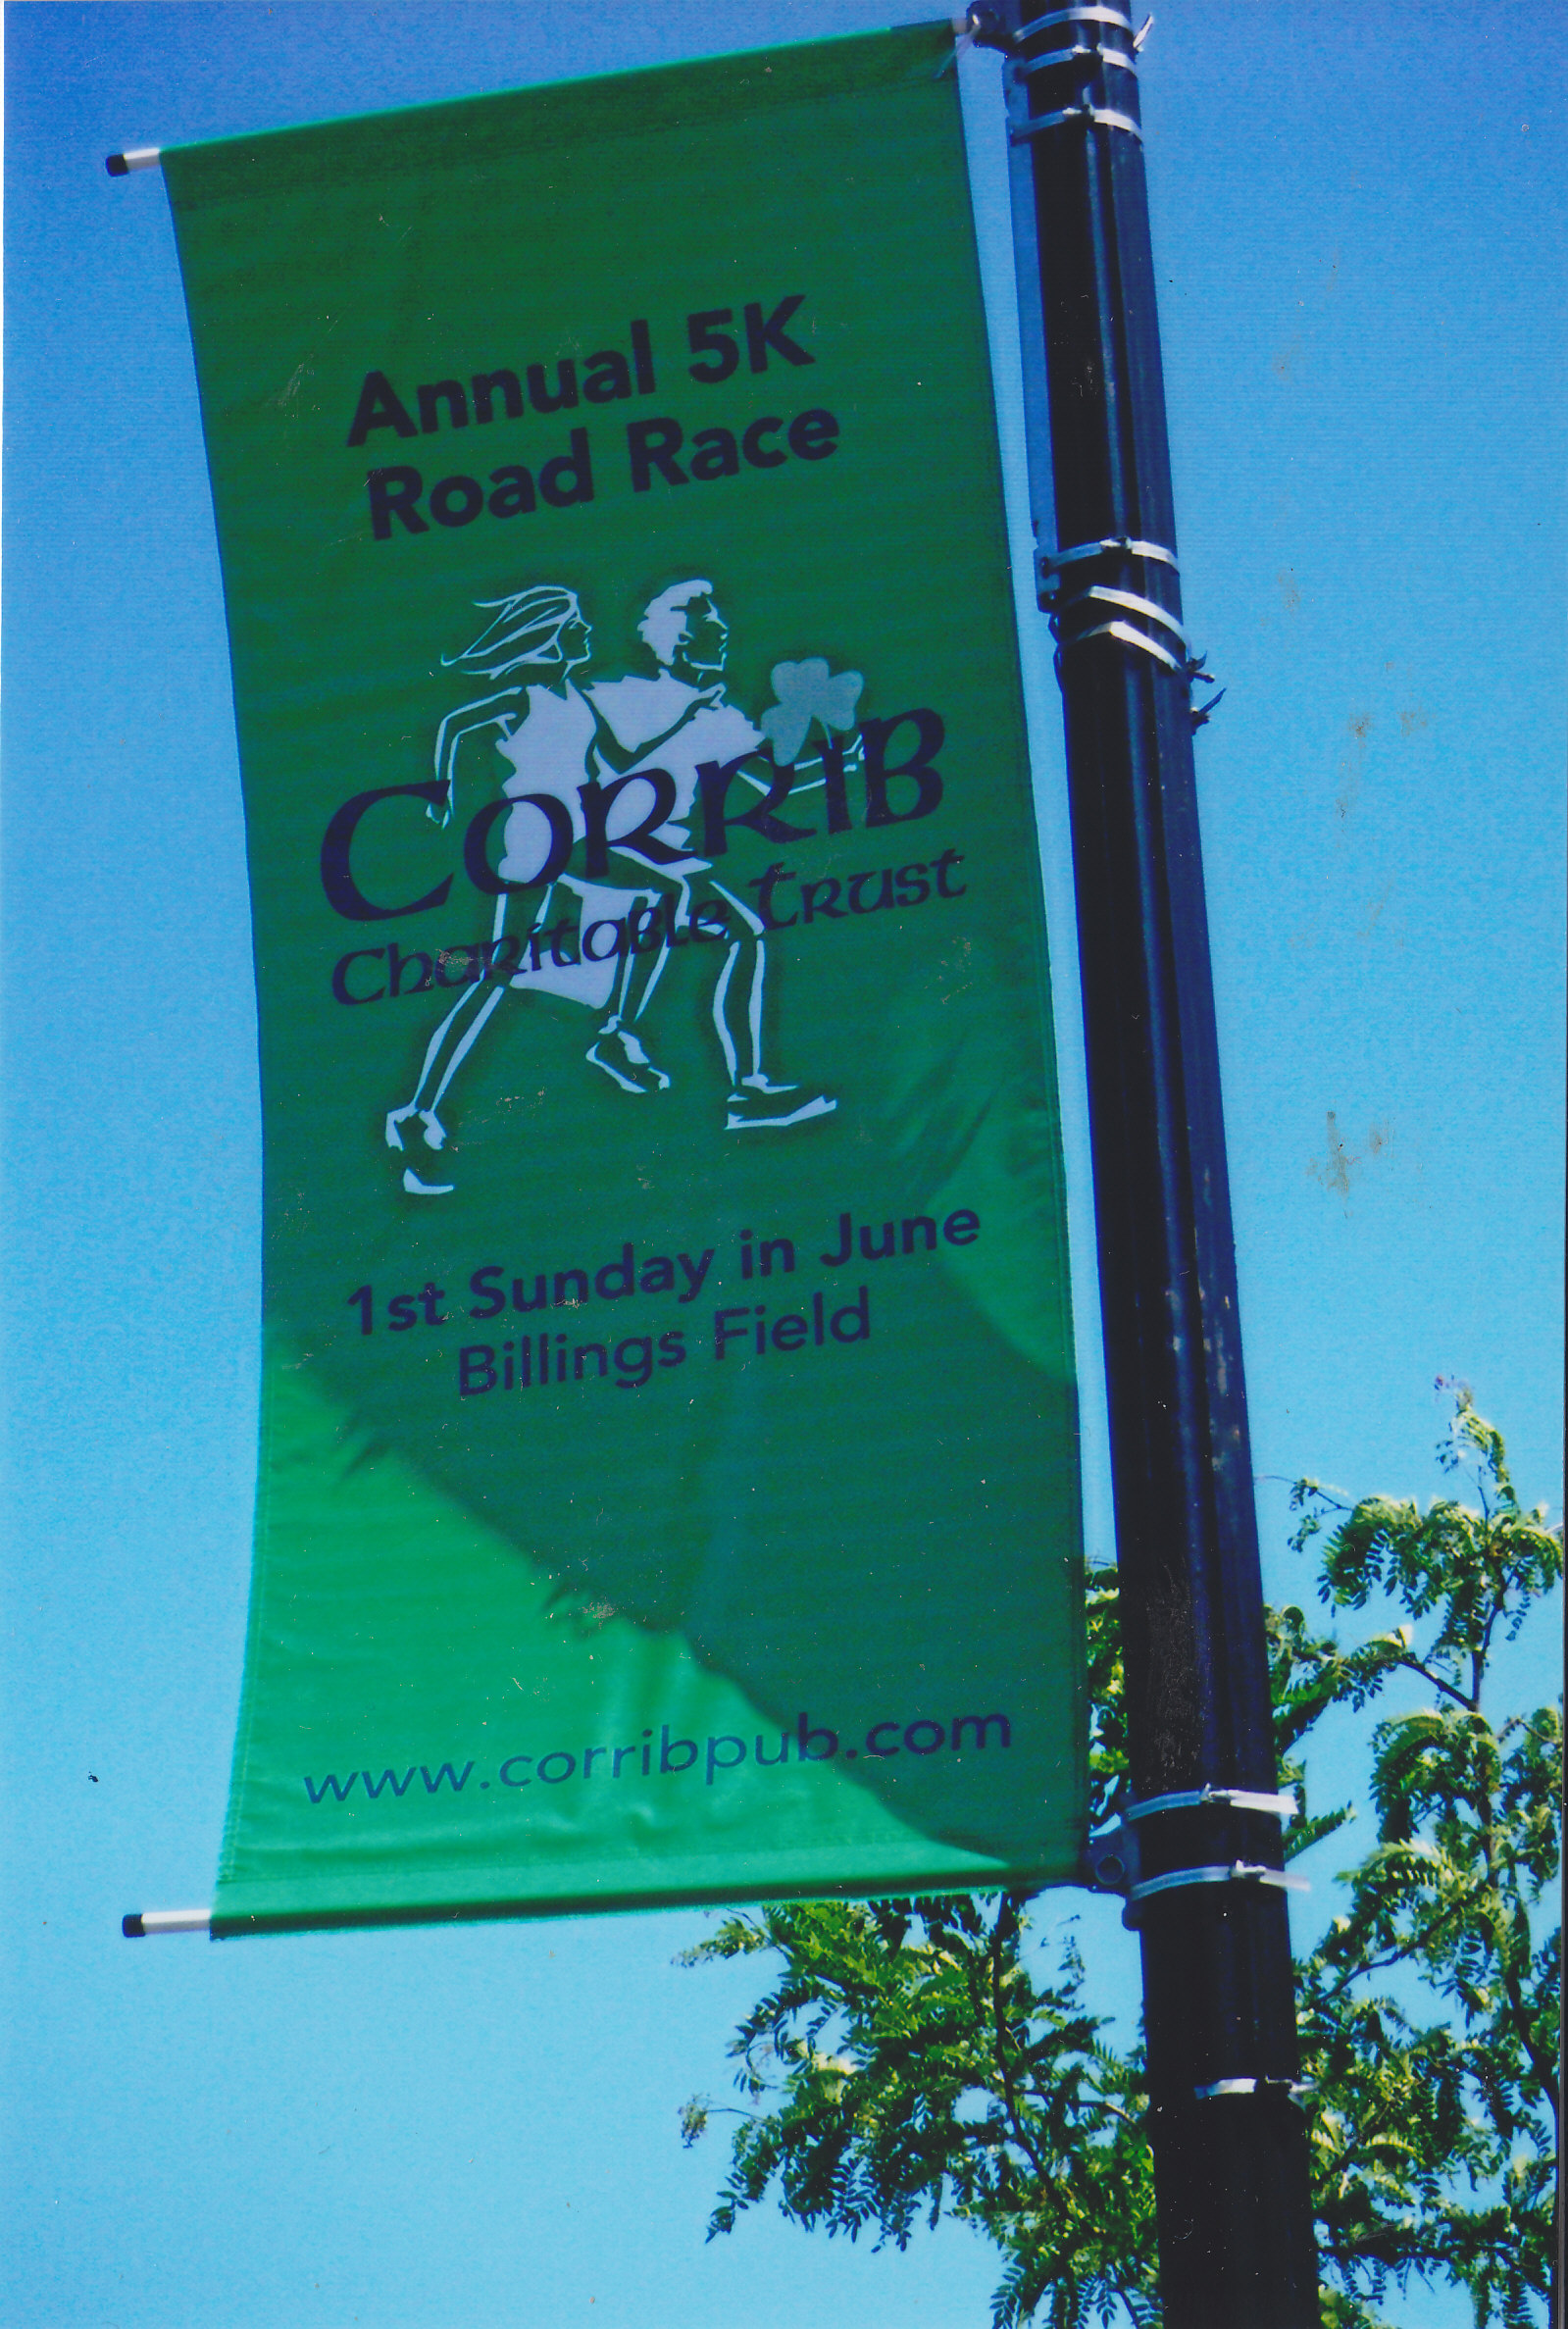 Annual 5K
Road Race
CORRIB
Charitable Trust
1st Sunday in June
Billings Field
www.corribpub.com